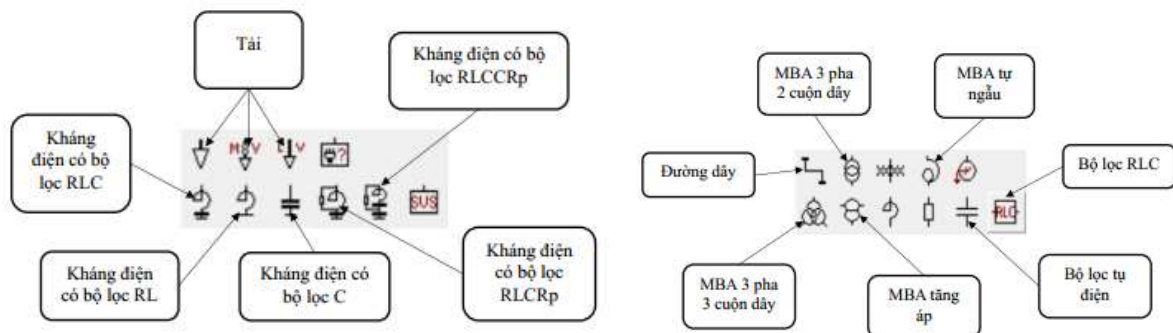 Tải
Kháng điện có bộ
lọc RLCCRp
Kháng
điện có bộ
lọc RLC
M V
L V
?
SVS
Kháng điện
có bộ lọc RL
Kháng điện có
bộ lọc C
Kháng điện có
bộ lọc
RLCRp
MBA 3 pha
2 cuộn dây
MBA tự
ngẫu
Đường dây
Bộ lọc RLC
RLC
MBA 3 pha
3 cuộn dây
MBA tăng
áp
Bộ lọc tụ
điện